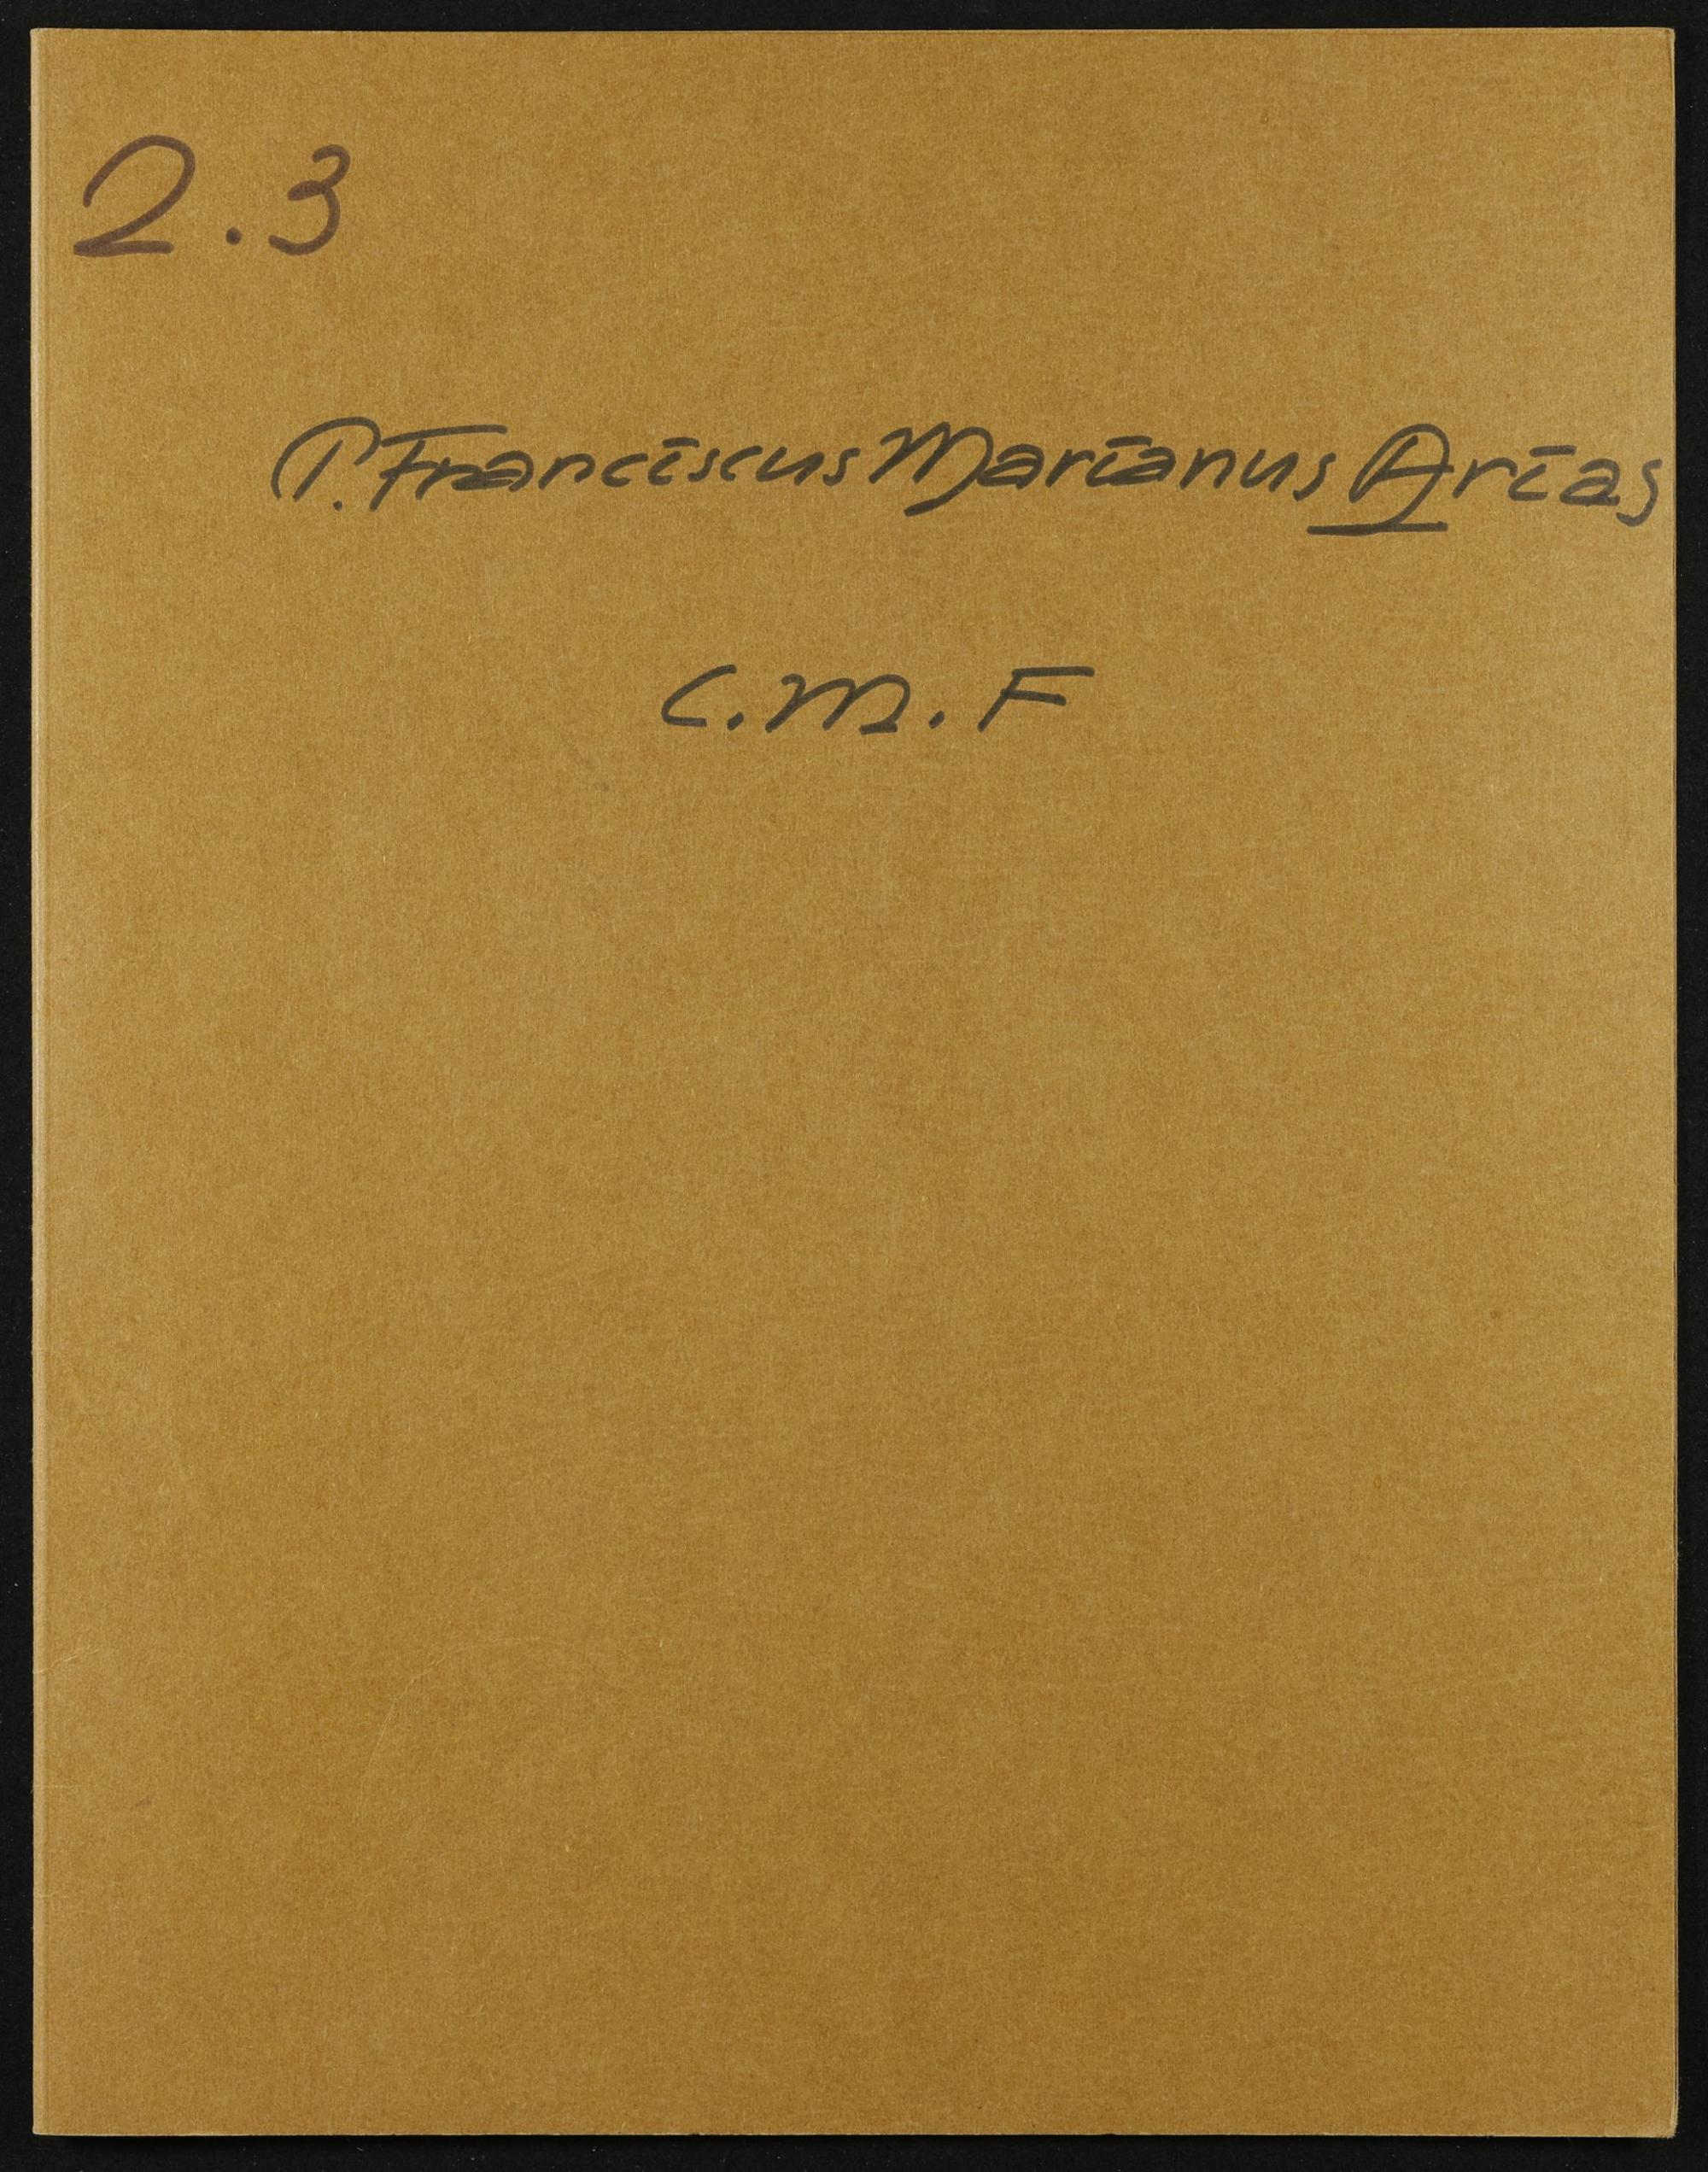 2.3
P. Franciscus Marianus Arias
C.M.F